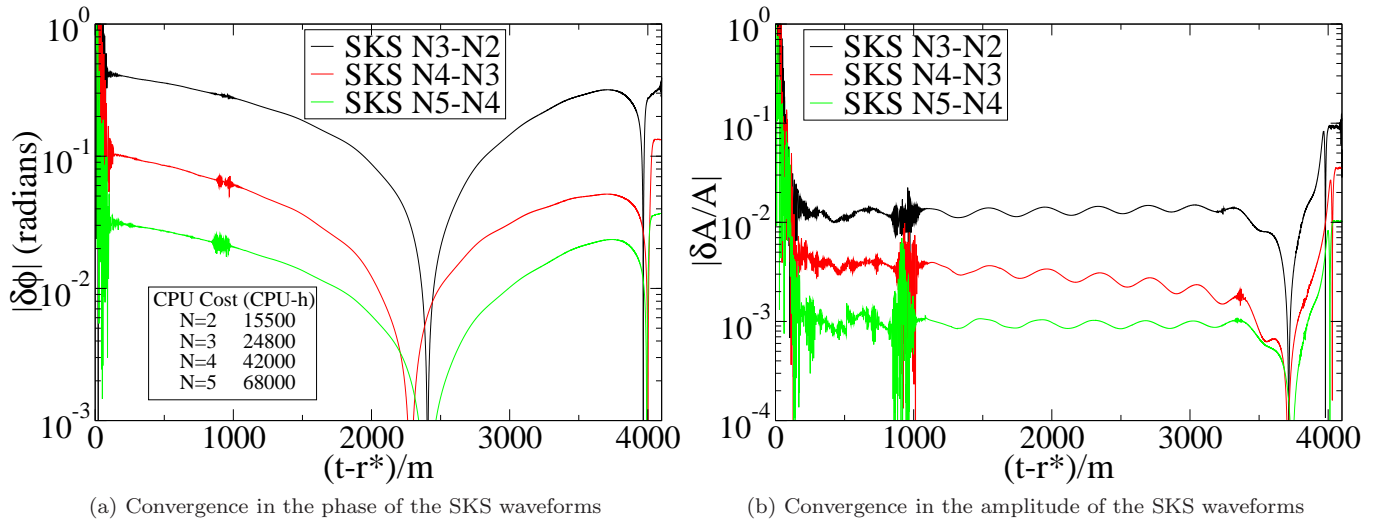 10^0
10^-1
10^-2
10^-3
|δϕ| (radians)
SKS N3-N2
SKS N4-N3
SKS N5-N4
CPU Cost (CPU-h)
N=2 15500
N=3 24800
N=4 42000
N=5 68000
0 1000 2000 3000 4000
(t-r*)/m
(a) Convergence in the phase of the SKS waveforms
10^0
10^-1
10^-2
10^-3
10^-4
|δA/A|
SKS N3-N2
SKS N4-N3
SKS N5-N4
0 1000 2000 3000 4000
(t-r*)/m
(b) Convergence in the amplitude of the SKS waveforms